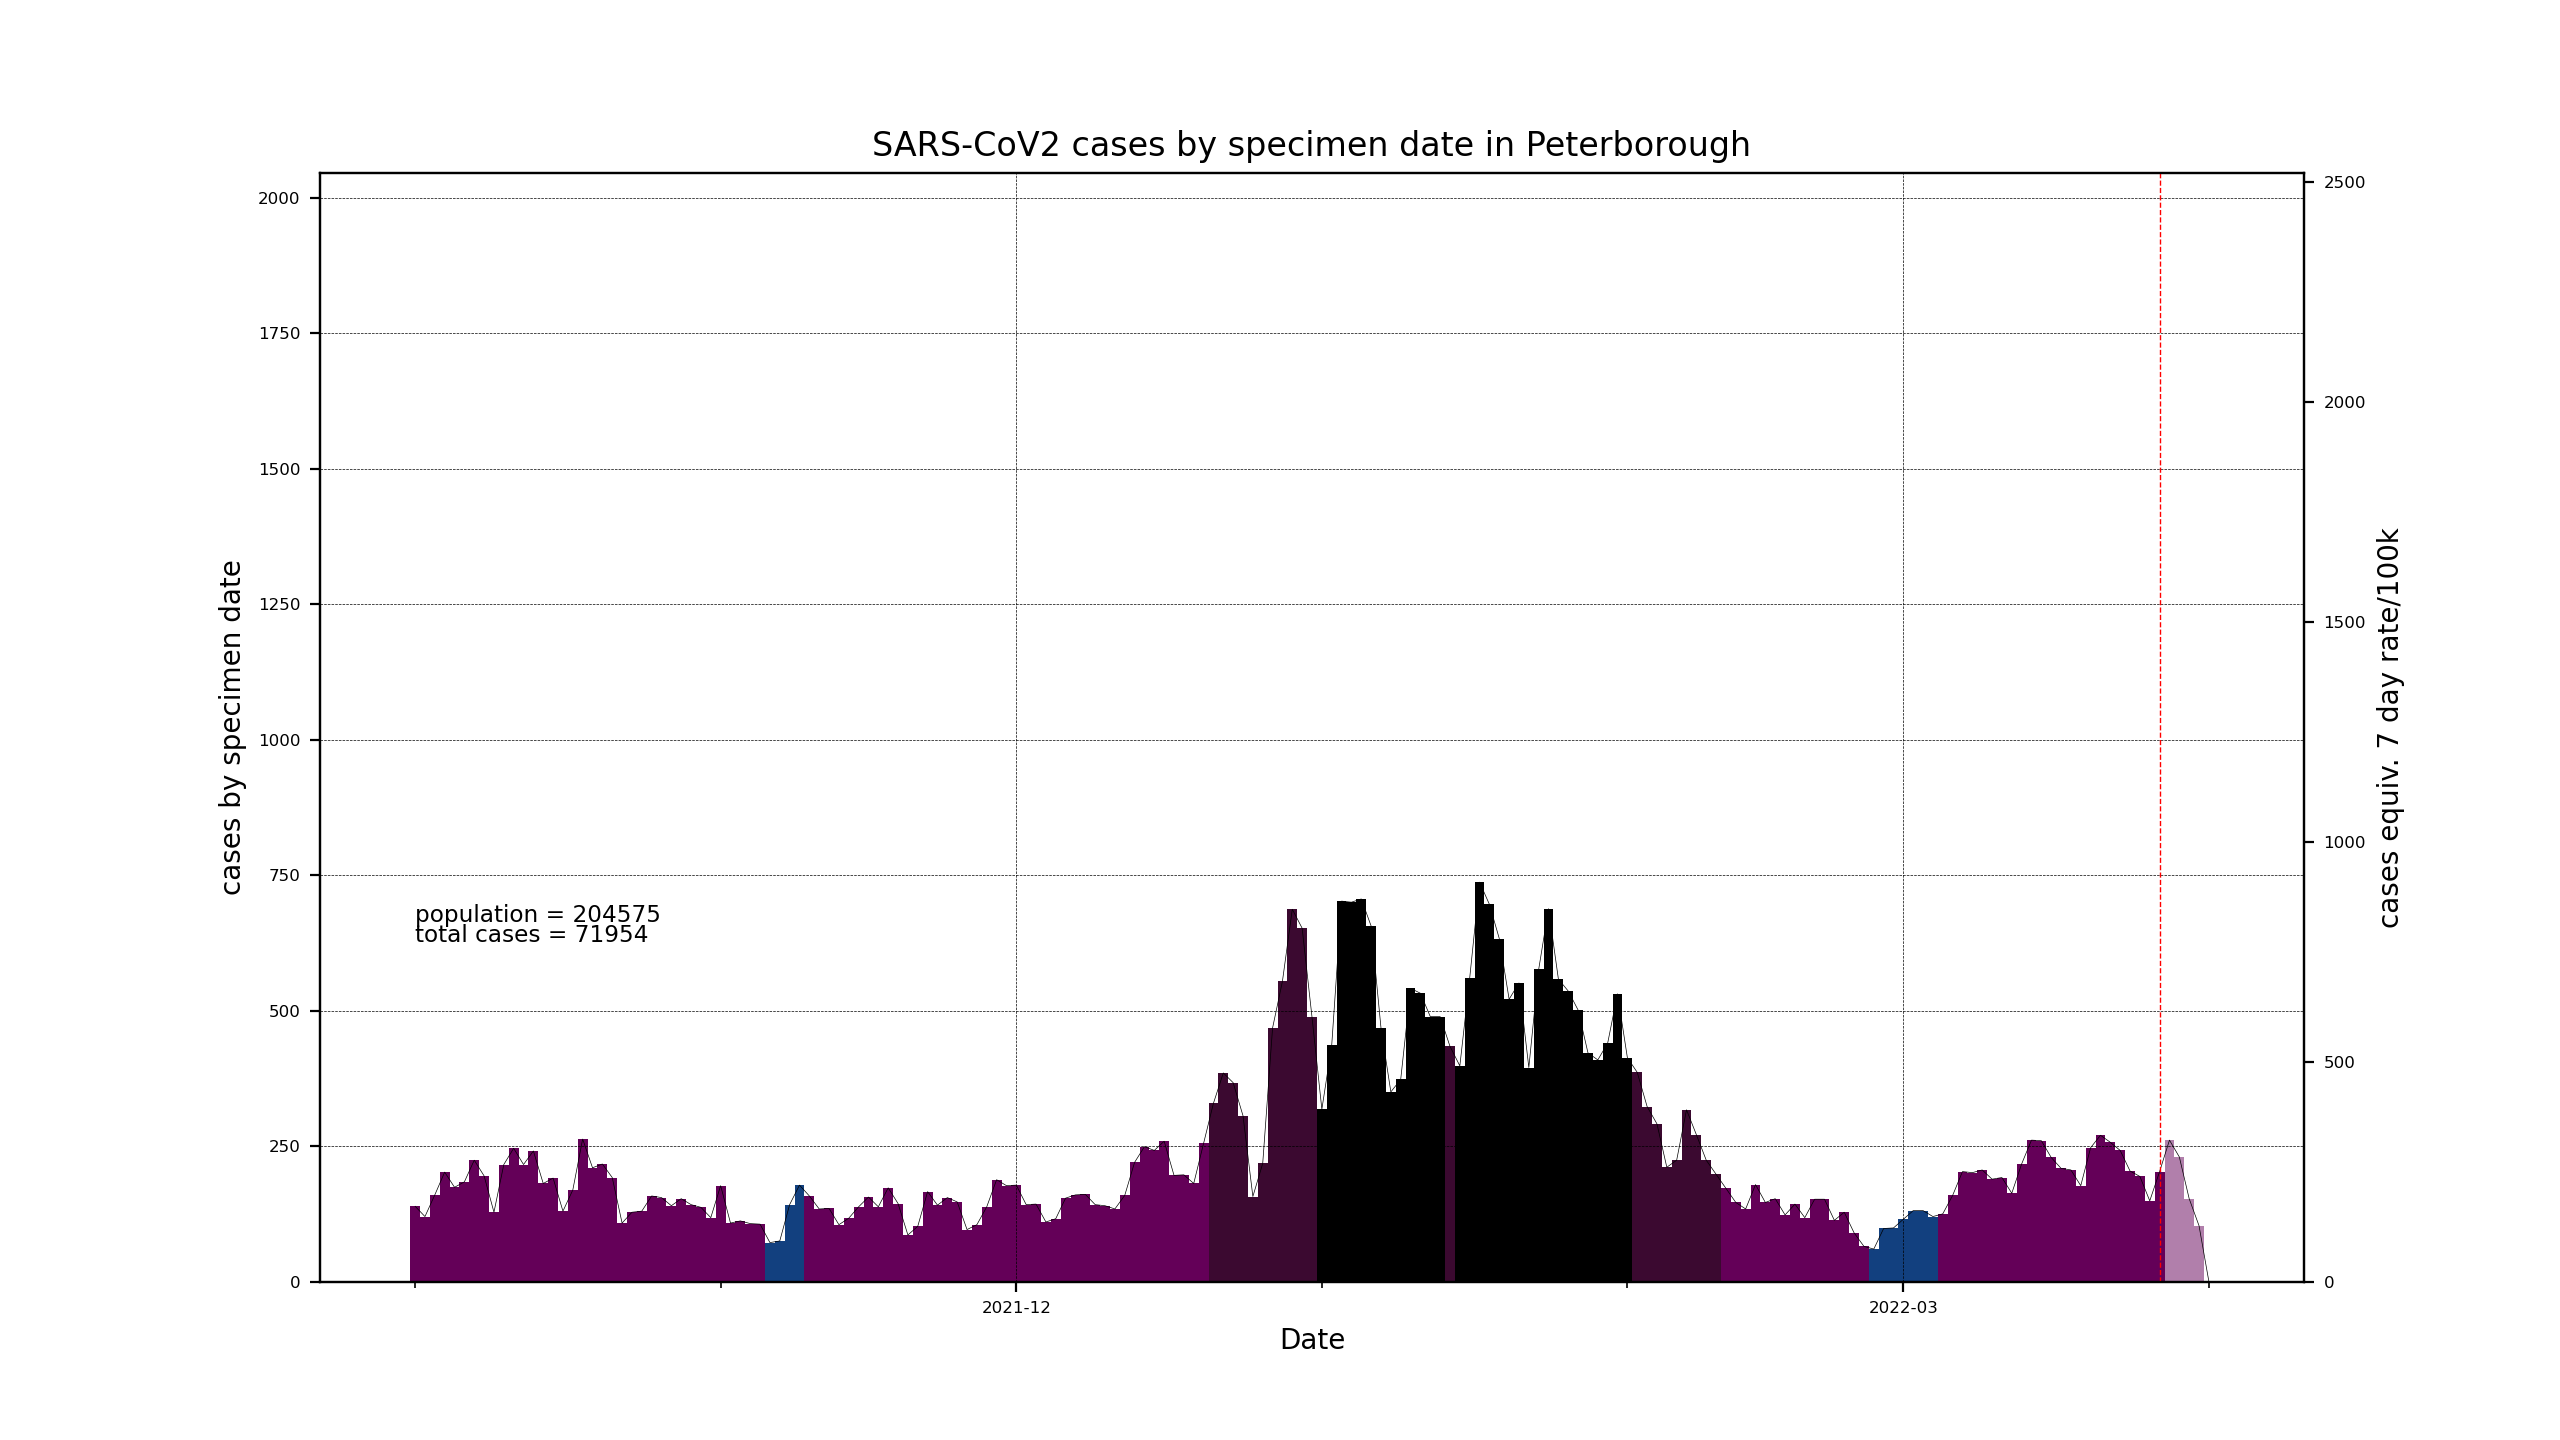 SARS-CoV2 cases by specimen date in Peterborough
cases by specimen date
2000
1750
1500
1250
1000
750
500
250
0
population = 204575
total cases = 71954
2500
2000
1500
1000
500
0
cases equiv. 7 day rate/100k
2021-12
2022-03
Date